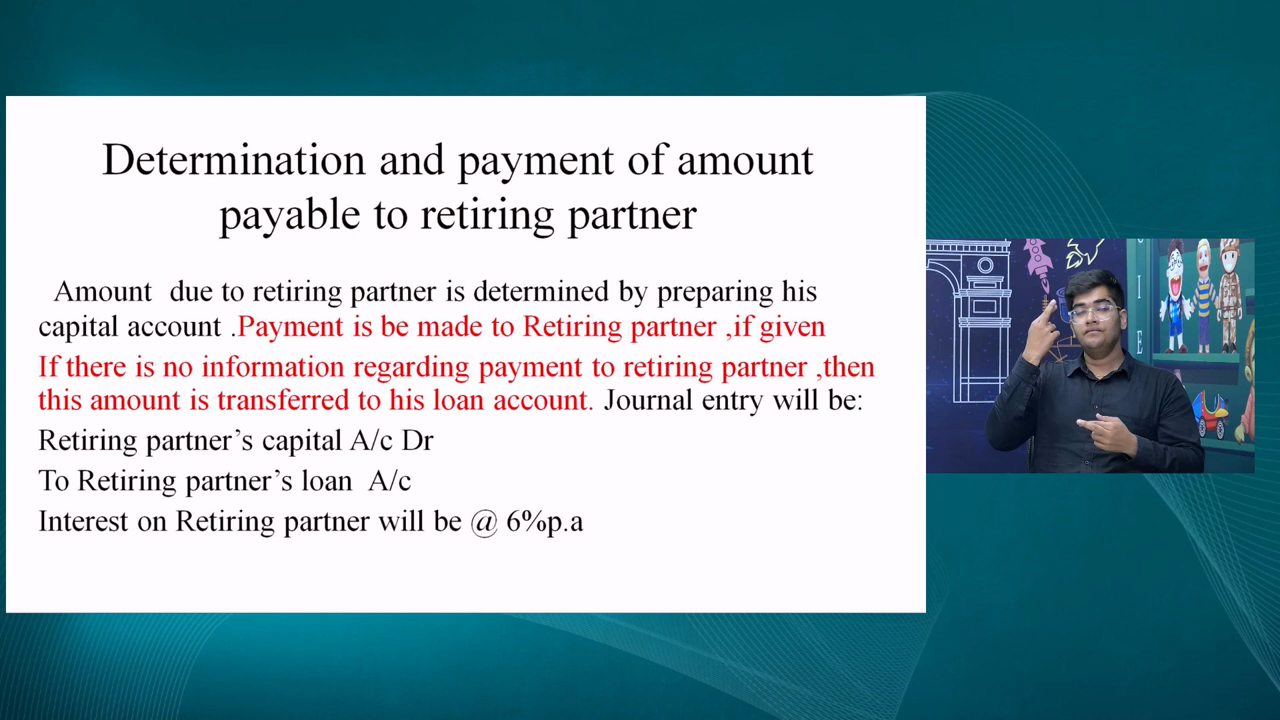 Determination and payment of amount
payable to retiring partner
Amount due to retiring partner is determined by preparing his
capital account .Payment is be made to Retiring partner ,if given
If there is no information regarding payment to retiring partner ,then
this amount is transferred to his loan account. Journal entry will be:
Retiring partner’s capital A/c Dr
To Retiring partner’s loan A/c
Interest on Retiring partner will be @ 6%p.a